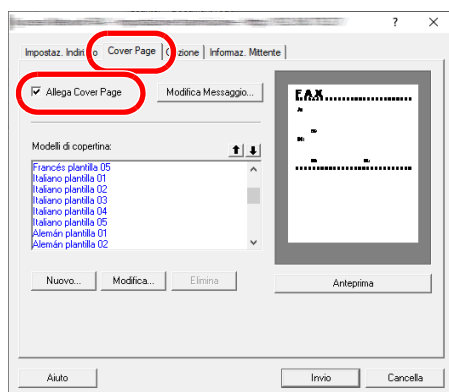 Impostaz. Indiri o Cover Page zione Informaz. Mittente
Allega Cover Page Modifica Messaggio...
FAX
Modelli di copertina:
Francés plantilla 05
Italiano plantilla 01
Italiano plantilla 02
Italiano plantilla 03
Italiano plantilla 04
Italiano plantilla 05
Alemán plantilla 01
Alemán plantilla 02
Nuovo... Modifica... Elimina Anteprima
Aiuto Invio Cancella